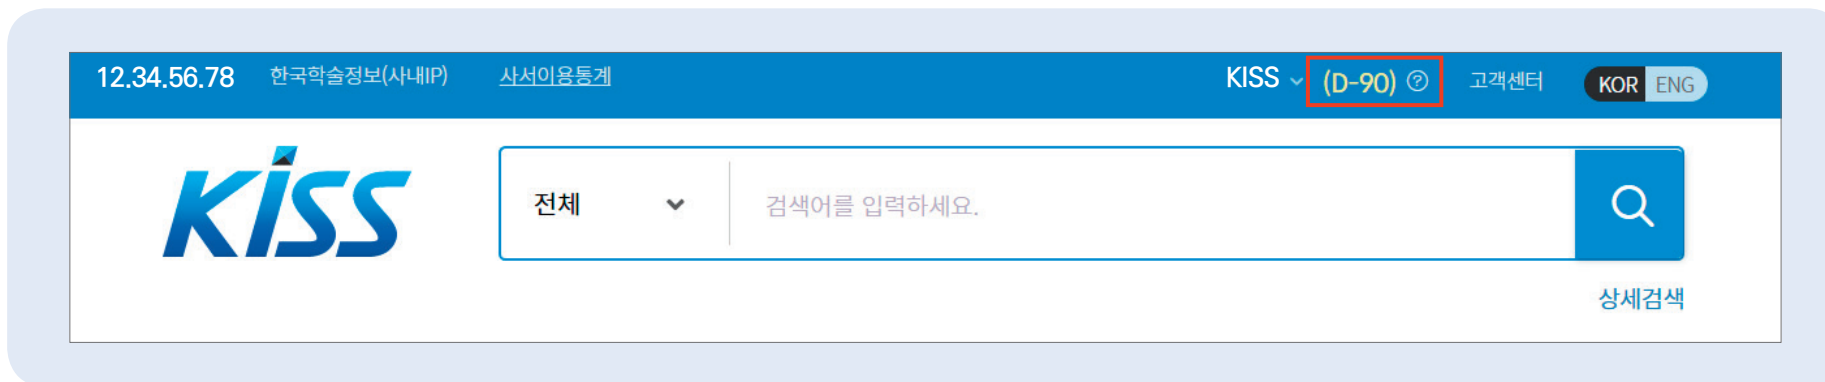 12.34.56.78 한국학술정보(사내IP) 사서이용통계 KISS (D-90) ? 고객센터 KOR ENG
KISS 전체 검색어를 입력하세요.
상세검색